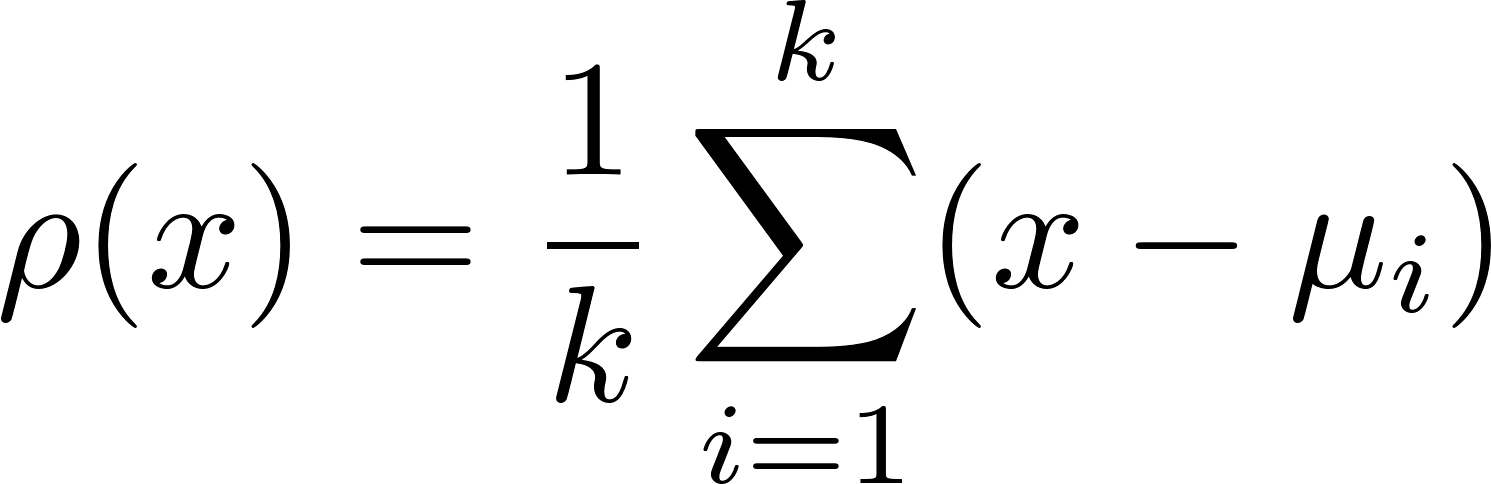 ρ(x) = \frac{1}{k} \sum_{i=1}^{k} (x − μ_i)